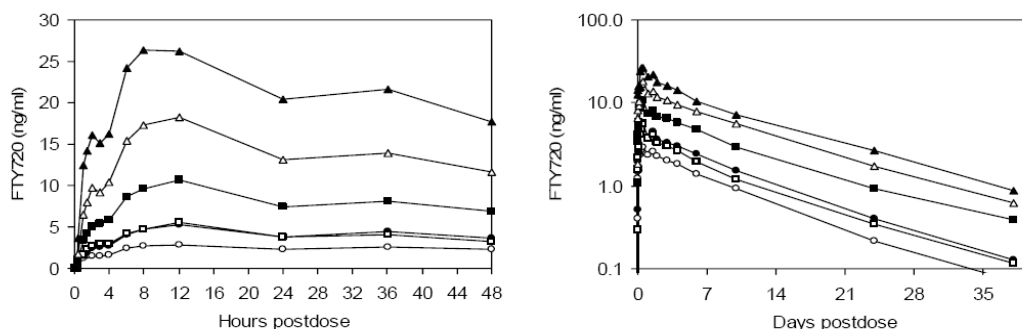 30
25
20
15
10
5
0
FTY720 (ng/ml)
0 4 8 12 16 20 24 28 32 36 40 44 48
Hours postdose
100.0
10.0
1.0
0.1
FTY720 (ng/ml)
0 7 14 21 28 35
Days postdose